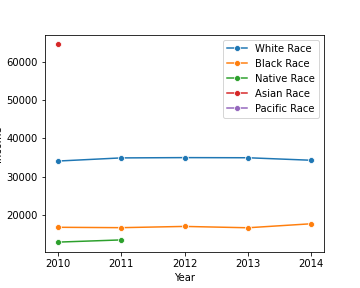 White Race
Black Race
Native Race
Asian Race
Pacific Race
60000
50000
40000
30000
20000
2010
2011
2012
2013
2014
Year